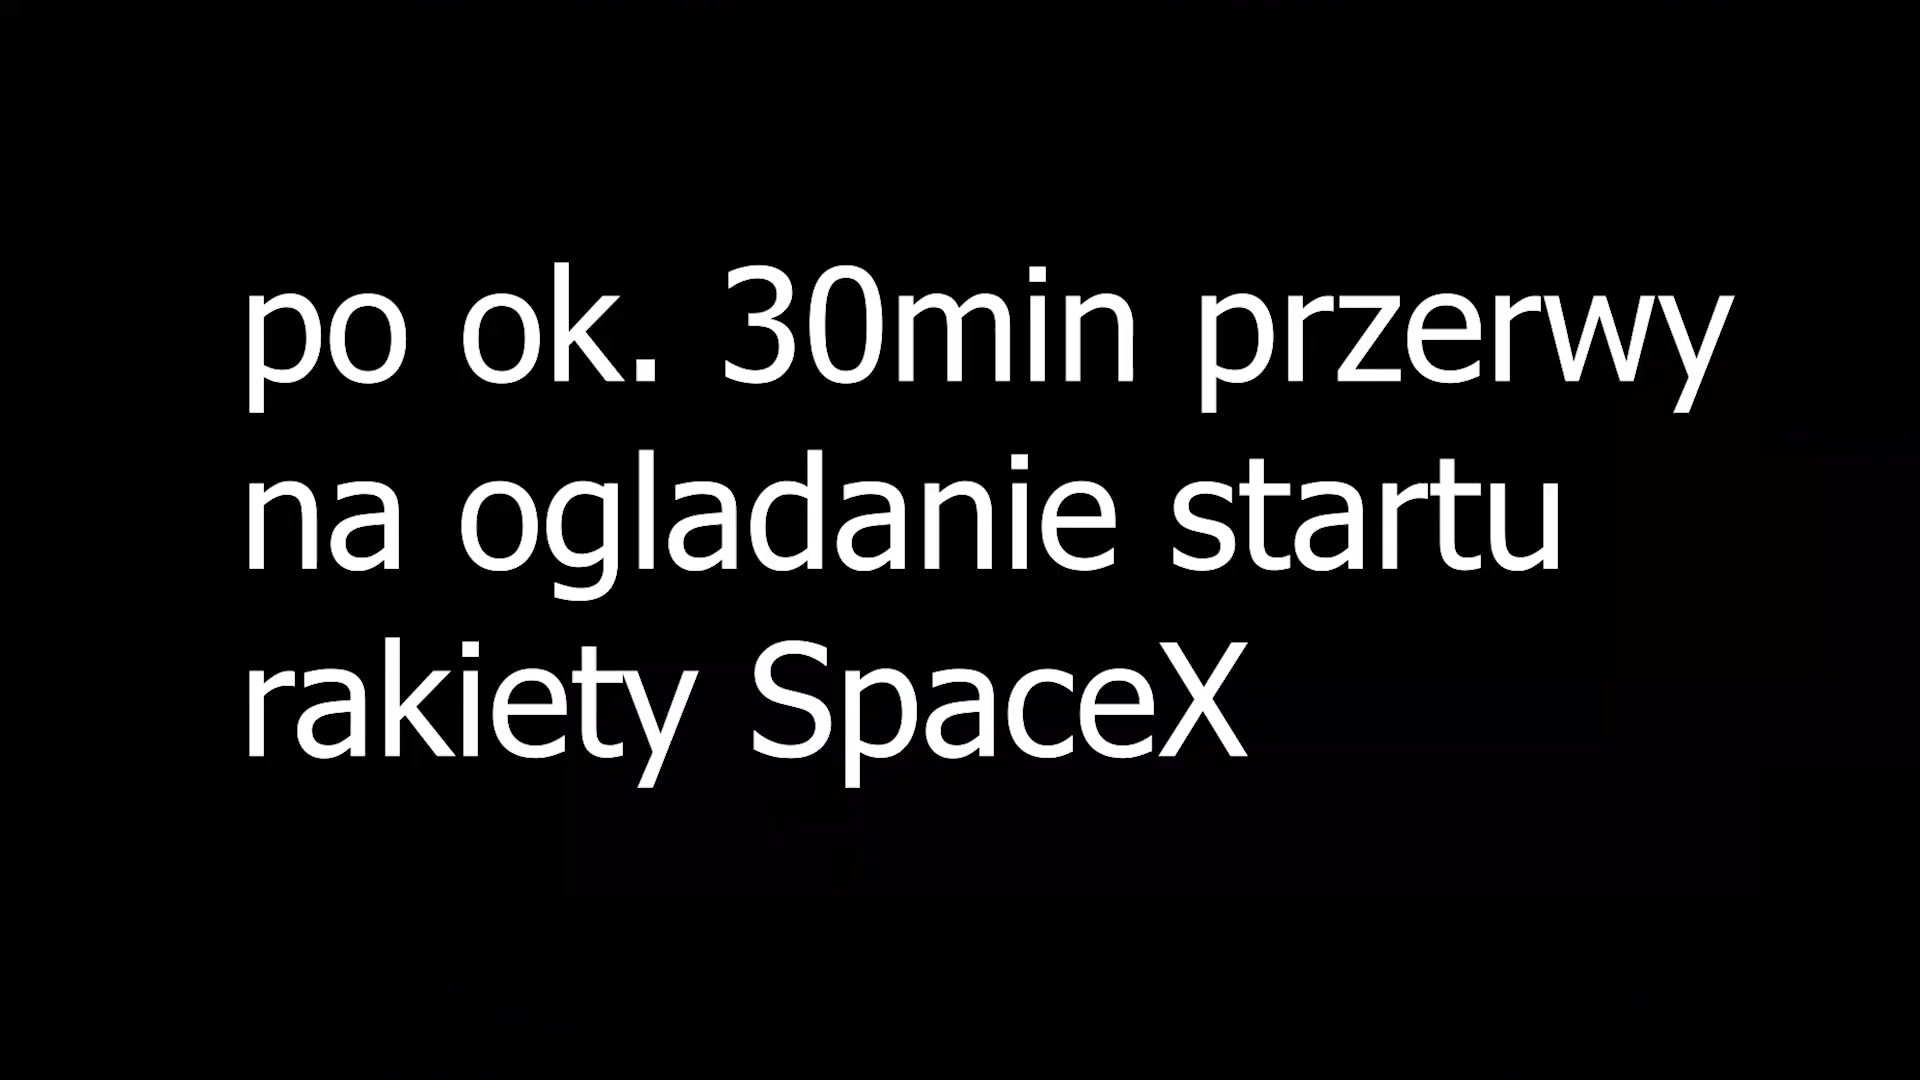 po ok. 30min przerwy
na ogladanie startu
rakiety SpaceX